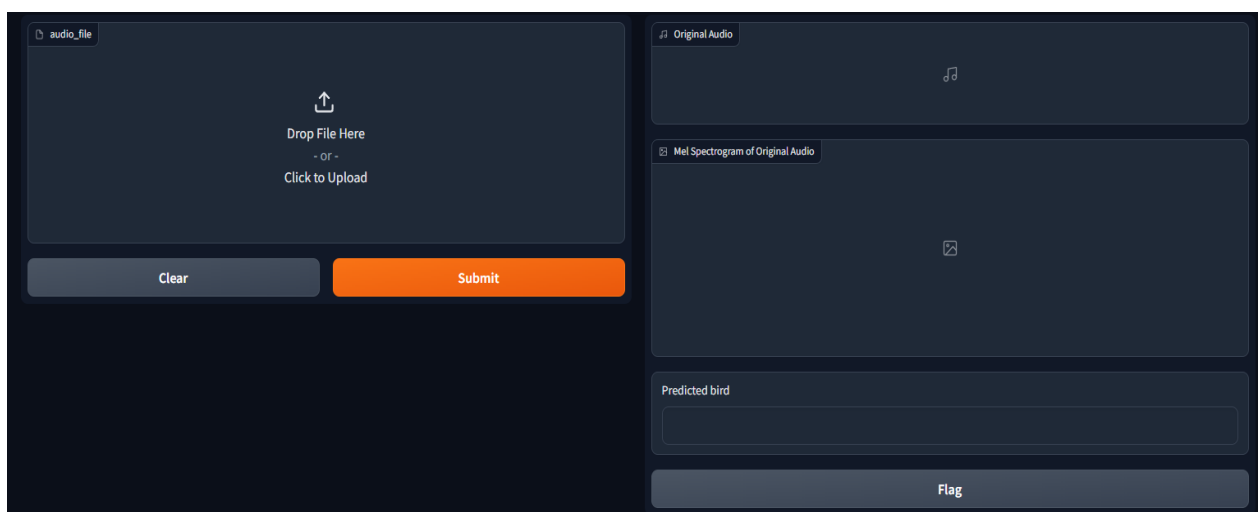 audio_file
Drop File Here
- or -
Click to Upload
Clear
Submit
Original Audio
Mel Spectrogram of Original Audio
Predicted bird
Flag